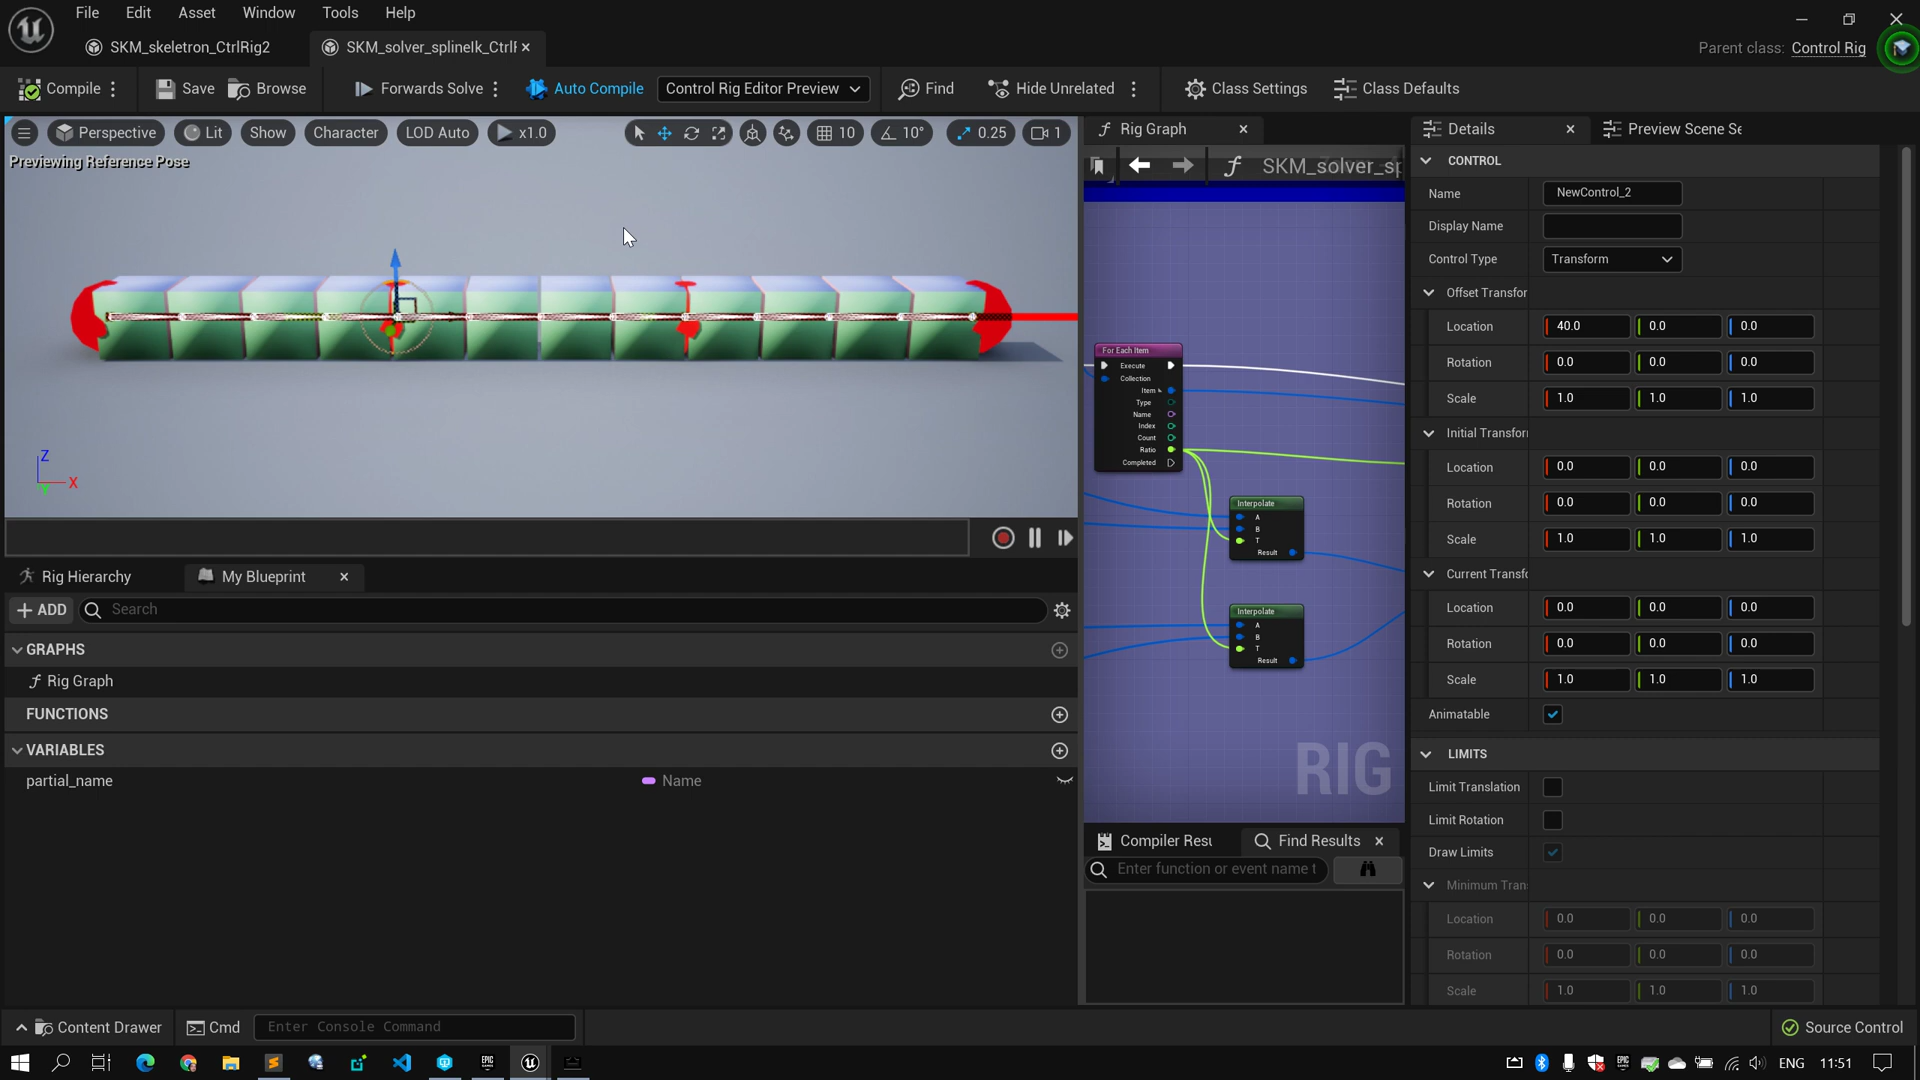 File Edit Asset Window Tools Help
SKM_skeletron_CtrlRig2
SKM_solver_splineIk_CtrlF
Parent class: Control Rig
Compile Save Browse Forwards Solve Auto Compile Control Rig Editor Preview Find Hide Unrelated Class Settings Class Defaults
Perspective Lit Show Character LOD Auto x1.0 10 10° 0.25 1
Previewing Reference Pose
Z
X
Y
Rig Graph
SKM_solver_sp
For Each Item
Execute
Collection
Item
Type
Name
Index
Count
Ratio
Completed
Interpolate
A
B
T
Result
Interpolate
A
B
T
Result
RIG
Rig Hierarchy My Blueprint
ADD Search
GRAPHS
Rig Graph
FUNCTIONS
VARIABLES
partial_name Name
Compiler Resu Find Results
Enter function or event name t
Details Preview Scene Se
CONTROL
Name NewControl_2
Display Name
Control Type Transform
Offset Transfor
Location 40.0 0.0 0.0
Rotation 0.0 0.0 0.0
Scale 1.0 1.0 1.0
Initial Transfor
Location 0.0 0.0 0.0
Rotation 0.0 0.0 0.0
Scale 1.0 1.0 1.0
Current Transfo
Location 0.0 0.0 0.0
Rotation 0.0 0.0 0.0
Scale 1.0 1.0 1.0
Animatable
LIMITS
Limit Translation
Limit Rotation
Draw Limits
Minimum Tran
Location 0.0 0.0 0.0
Rotation 0.0 0.0 0.0
Scale 1.0 1.0 1.0
Content Drawer Cmd Enter Console Command Source Control
EPIC GAMES
ENG 11:51